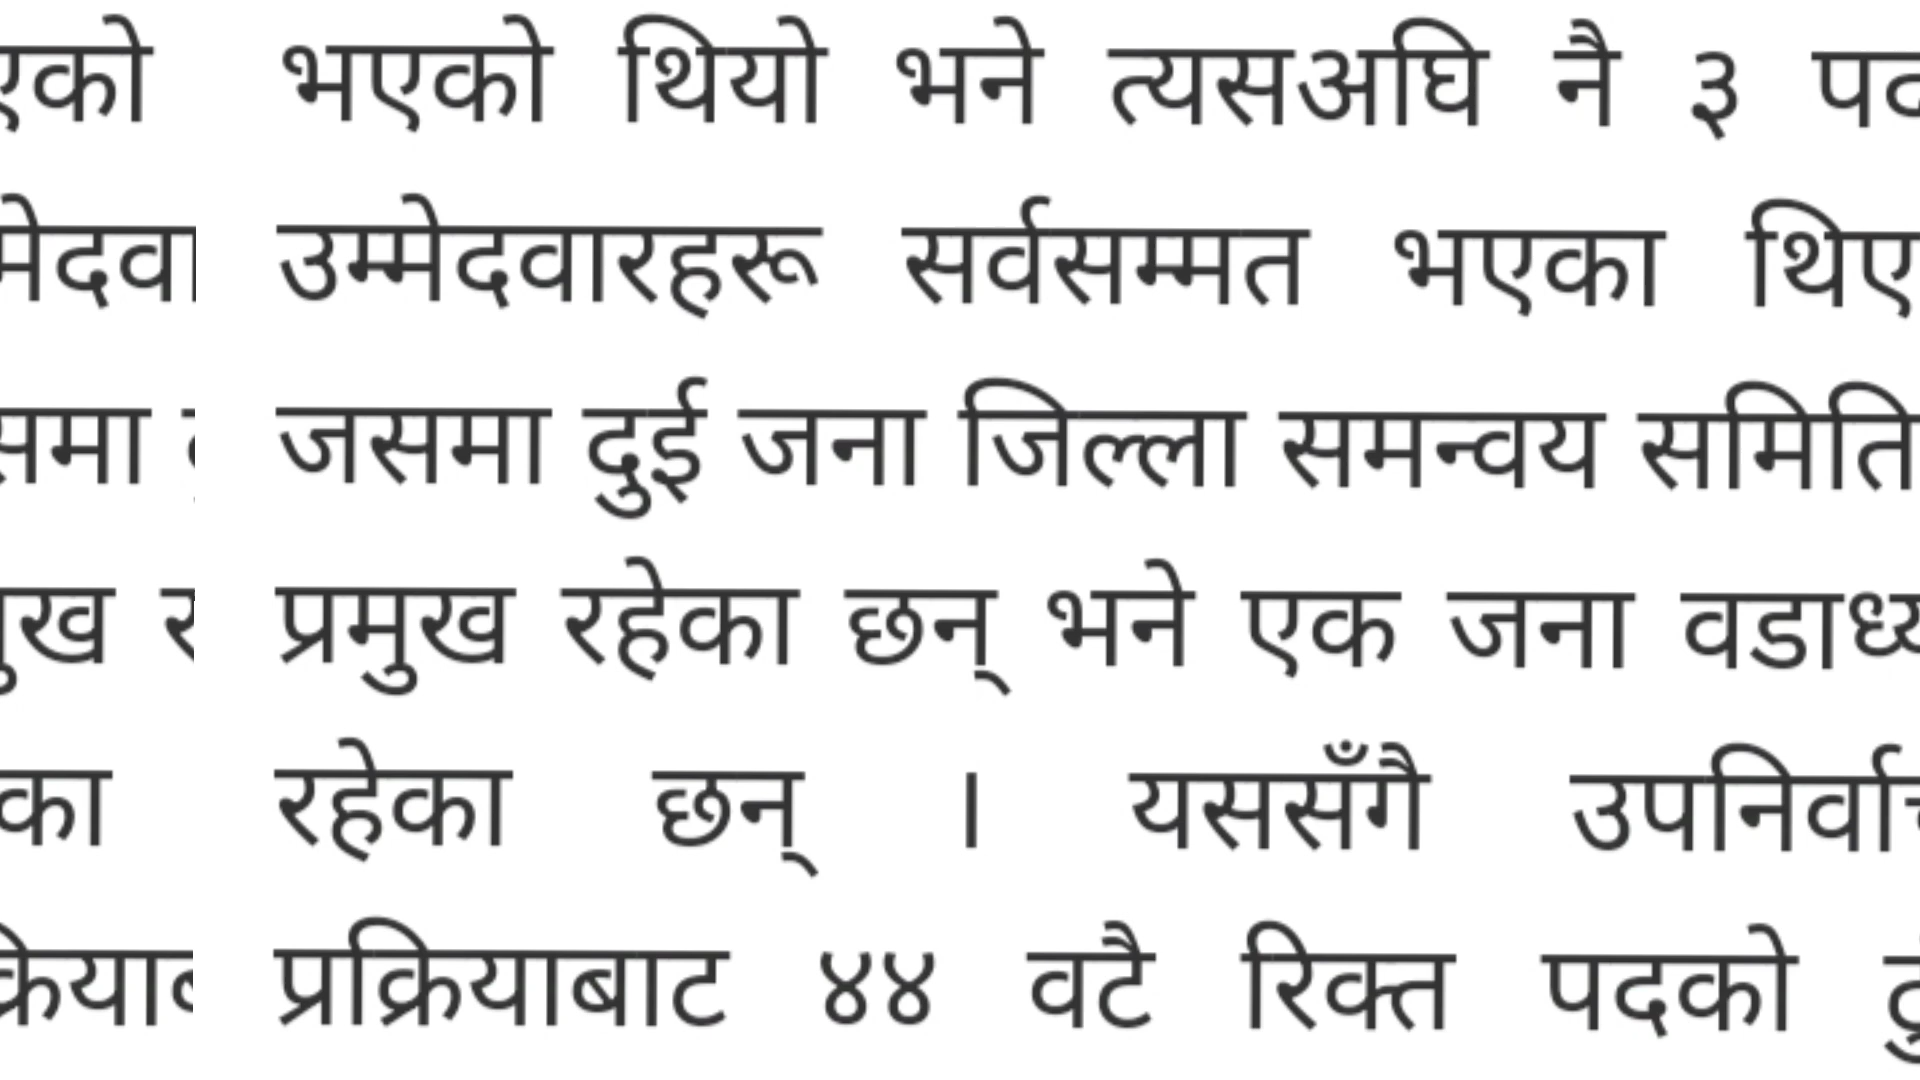 भएको थियो भने त्यसअघि नै ३
उम्मेदवारहरू सर्वसम्मत भएका
जसमा दुई जना जिल्ला समन्वय समिति
प्रमुख रहेका छन् भने एक जना
रहेका छन् । यससँगै
प्रक्रियाबाट ४४ वटै रिक्त पदको